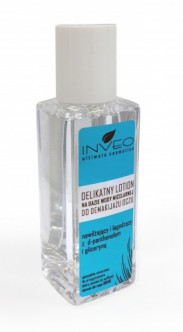 INVEO
ultimate cosmetics
DELIKATNY LOTION
NA BAZIE WODY MICELARNEJ
DO DEMAKIJAŻU OCZU
nawilżający i łagodzący
z d-panthenolem
i gliceryną